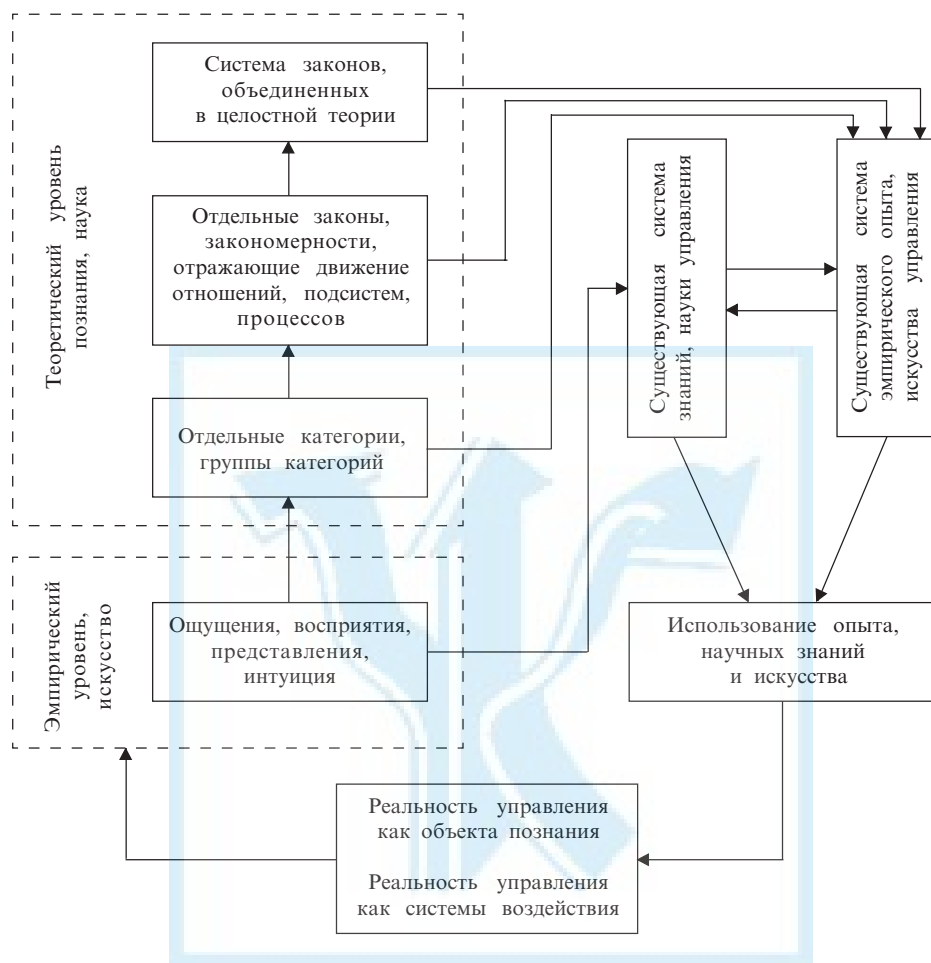 Теоретический уровень
познания, наука
Система законов,
объединенных
в целостной теории
Отдельные законы,
закономерности,
отражающие движение
отношений, подсистем,
процессов
Отдельные категории,
группы категорий
Существующая система
знаний, науки управления
Существующая система
эмпирического опыта,
искусства управления
Эмпирический
уровень,
искусство
Ощущения, восприятия,
представления,
интуиция
Использование опыта,
научных знаний
и искусства
Реальность управления
как объекта познания
Реальность управления
как системы воздействия